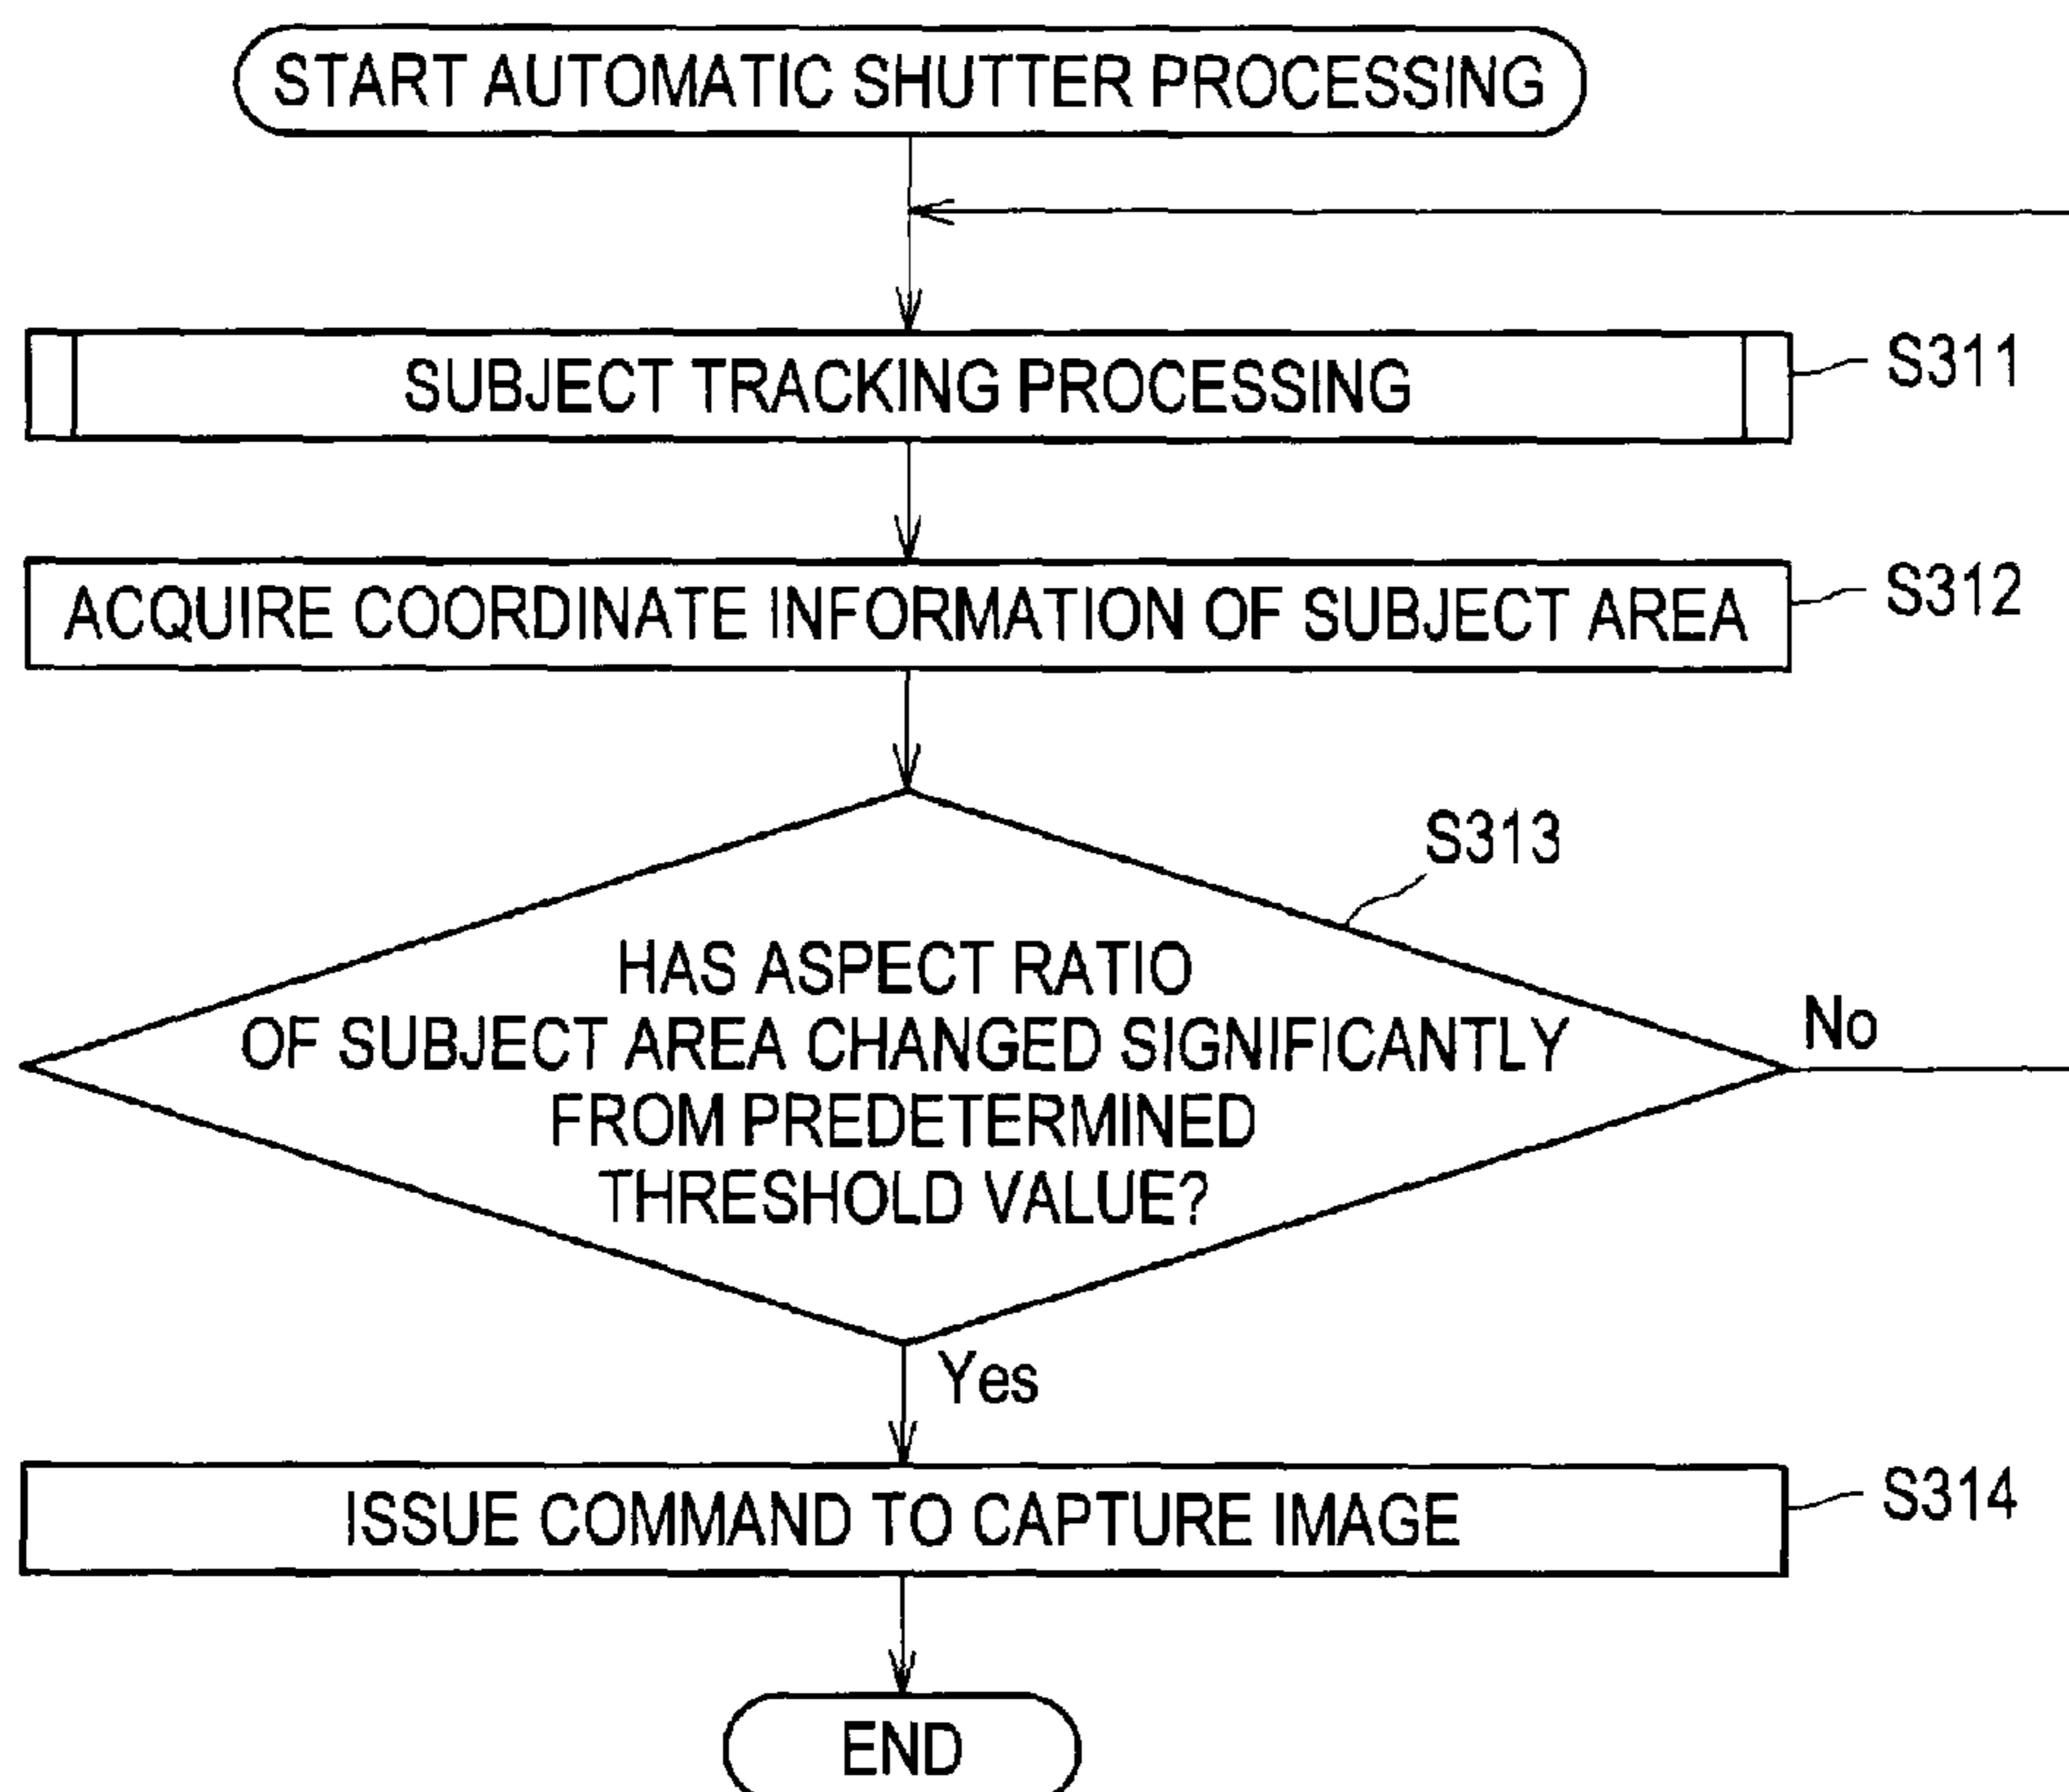 START AUTOMATIC SHUTTER PROCESSING
SUBJECT TRACKING PROCESSING
S311
ACQUIRE COORDINATE INFORMATION OF SUBJECT AREA
S312
S313
HAS ASPECT RATIO
OF SUBJECT AREA CHANGED SIGNIFICANTLY
FROM PREDETERMINED
THRESHOLD VALUE?
No
Yes
ISSUE COMMAND TO CAPTURE IMAGE
S314
END